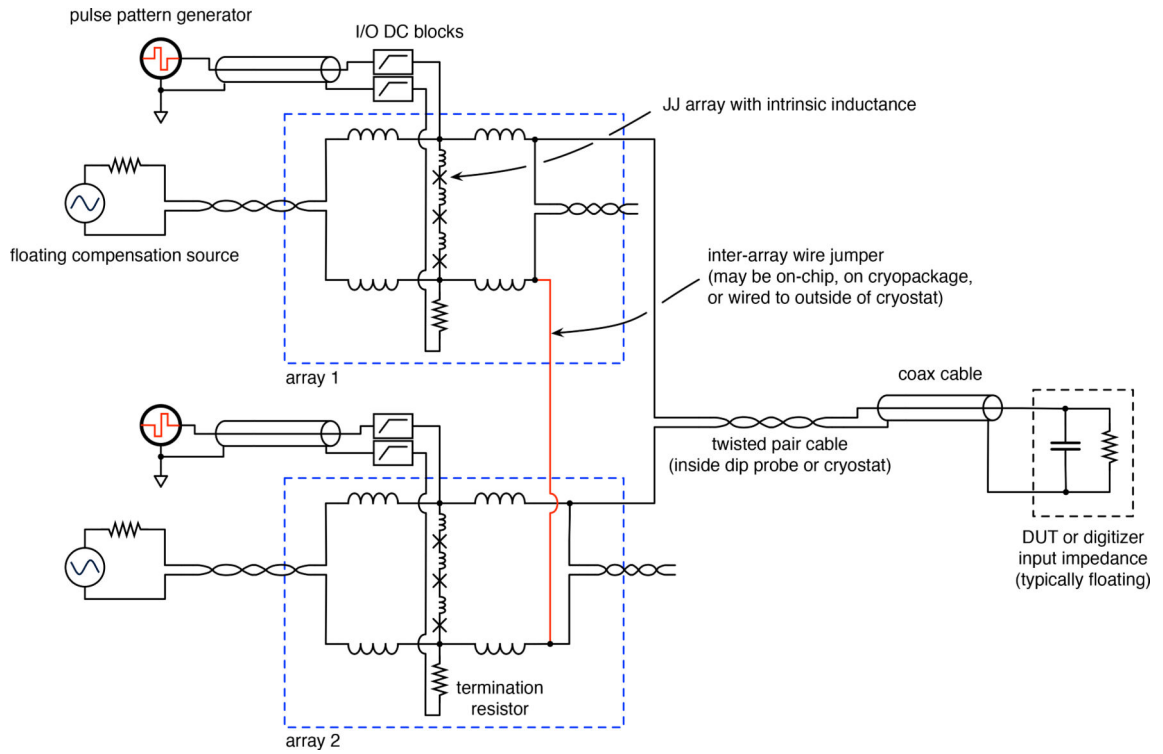 pulse pattern generator
I/O DC blocks
JJ array with intrinsic inductance
floating compensation source
inter-array wire jumper
(may be on-chip, on cryopackage,
or wired to outside of cryostat)
array 1
coax cable
twisted pair cable
(inside dip probe or cryostat)
DUT or digitizer
input impedance
(typically floating)
termination
resistor
array 2